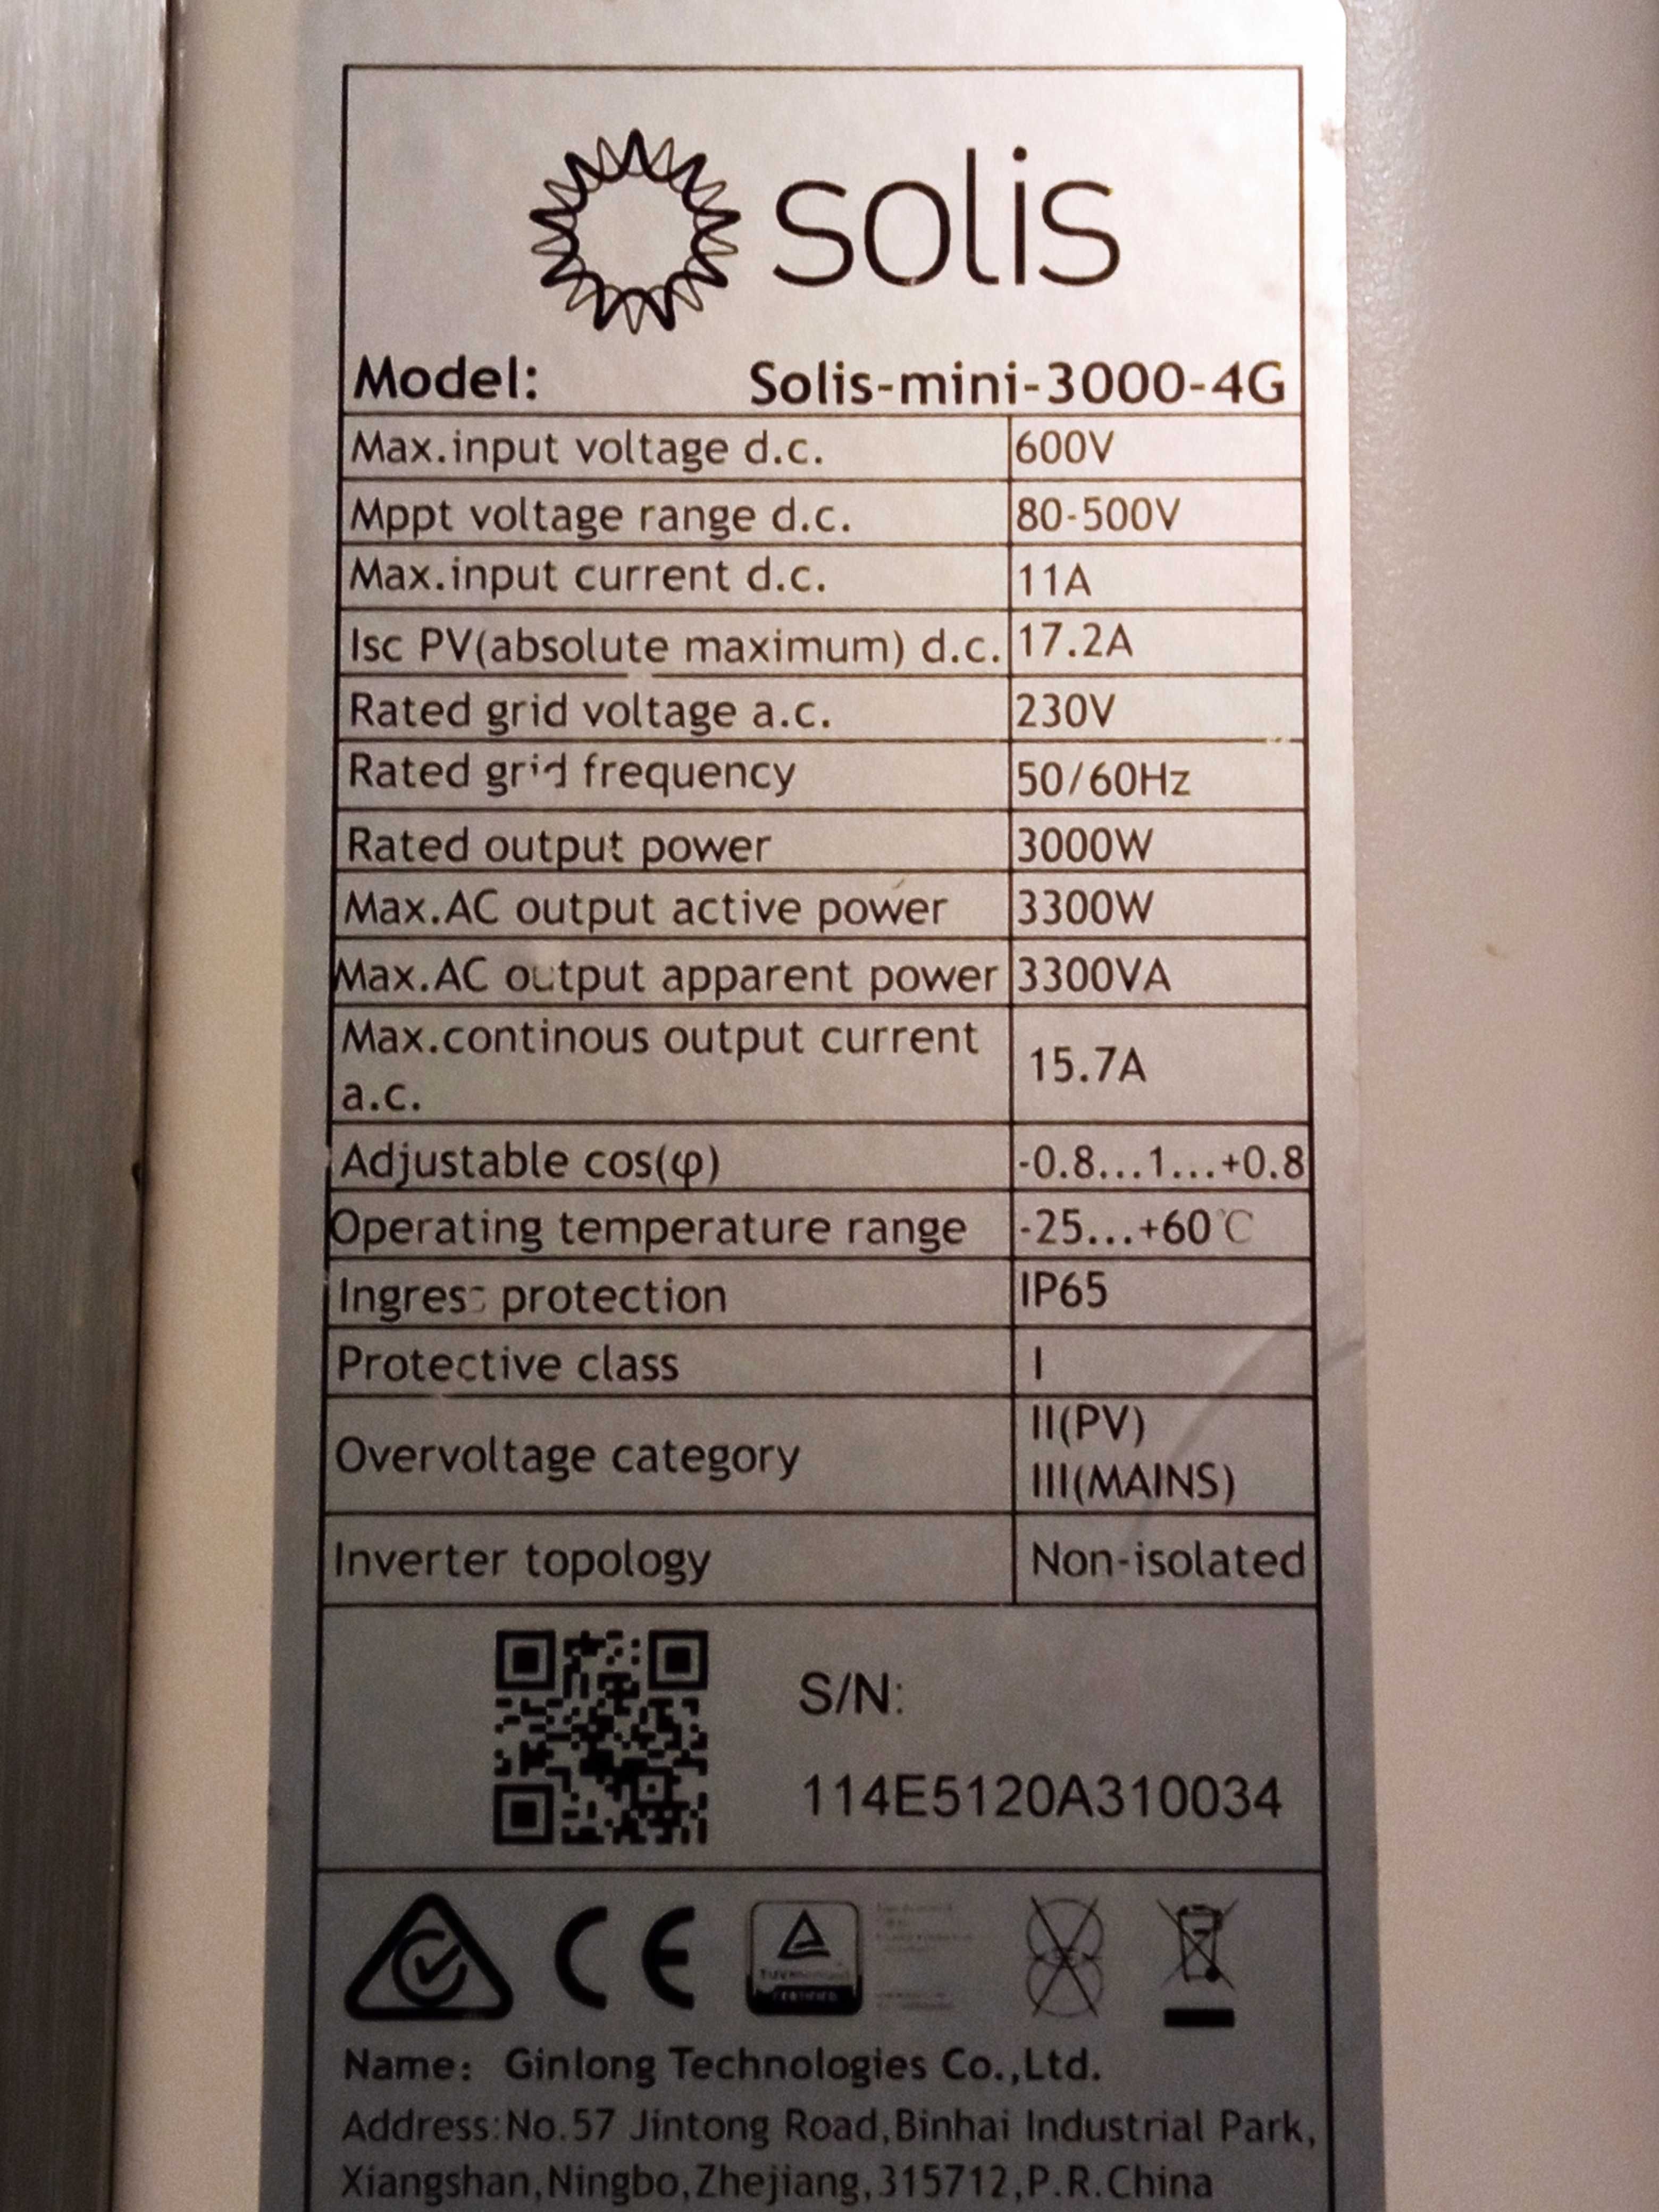 solis
Model: Solis-mini-3000-4G
Max.input voltage d.c. 600V
Mppt voltage range d.c. 80-500V
Max.input current d.c. 11A
Isc PV(absolute maximum) d.c. 17.2A
Rated grid voltage a.c. 230V
Rated grid frequency 50/60Hz
Rated output power 3000W
Max.AC output active power 3300W
Max.AC output apparent power 3300VA
Max.continous output current
a.c. 15.7A
Adjustable cos(φ) -0.8...1...+0.8
Operating temperature range -25...+60℃
Ingress protection IP65
Protective class I
Overvoltage category II(PV)
III(MAINS)
Inverter topology Non-isolated
S/N:
114E5120A310034
CE
Name: Ginlong Technologies Co.,Ltd.
Address:No.57 Jintong Road,Binhai Industrial Park,
Xiangshan,Ningbo,Zhejiang,315712,P.R.China